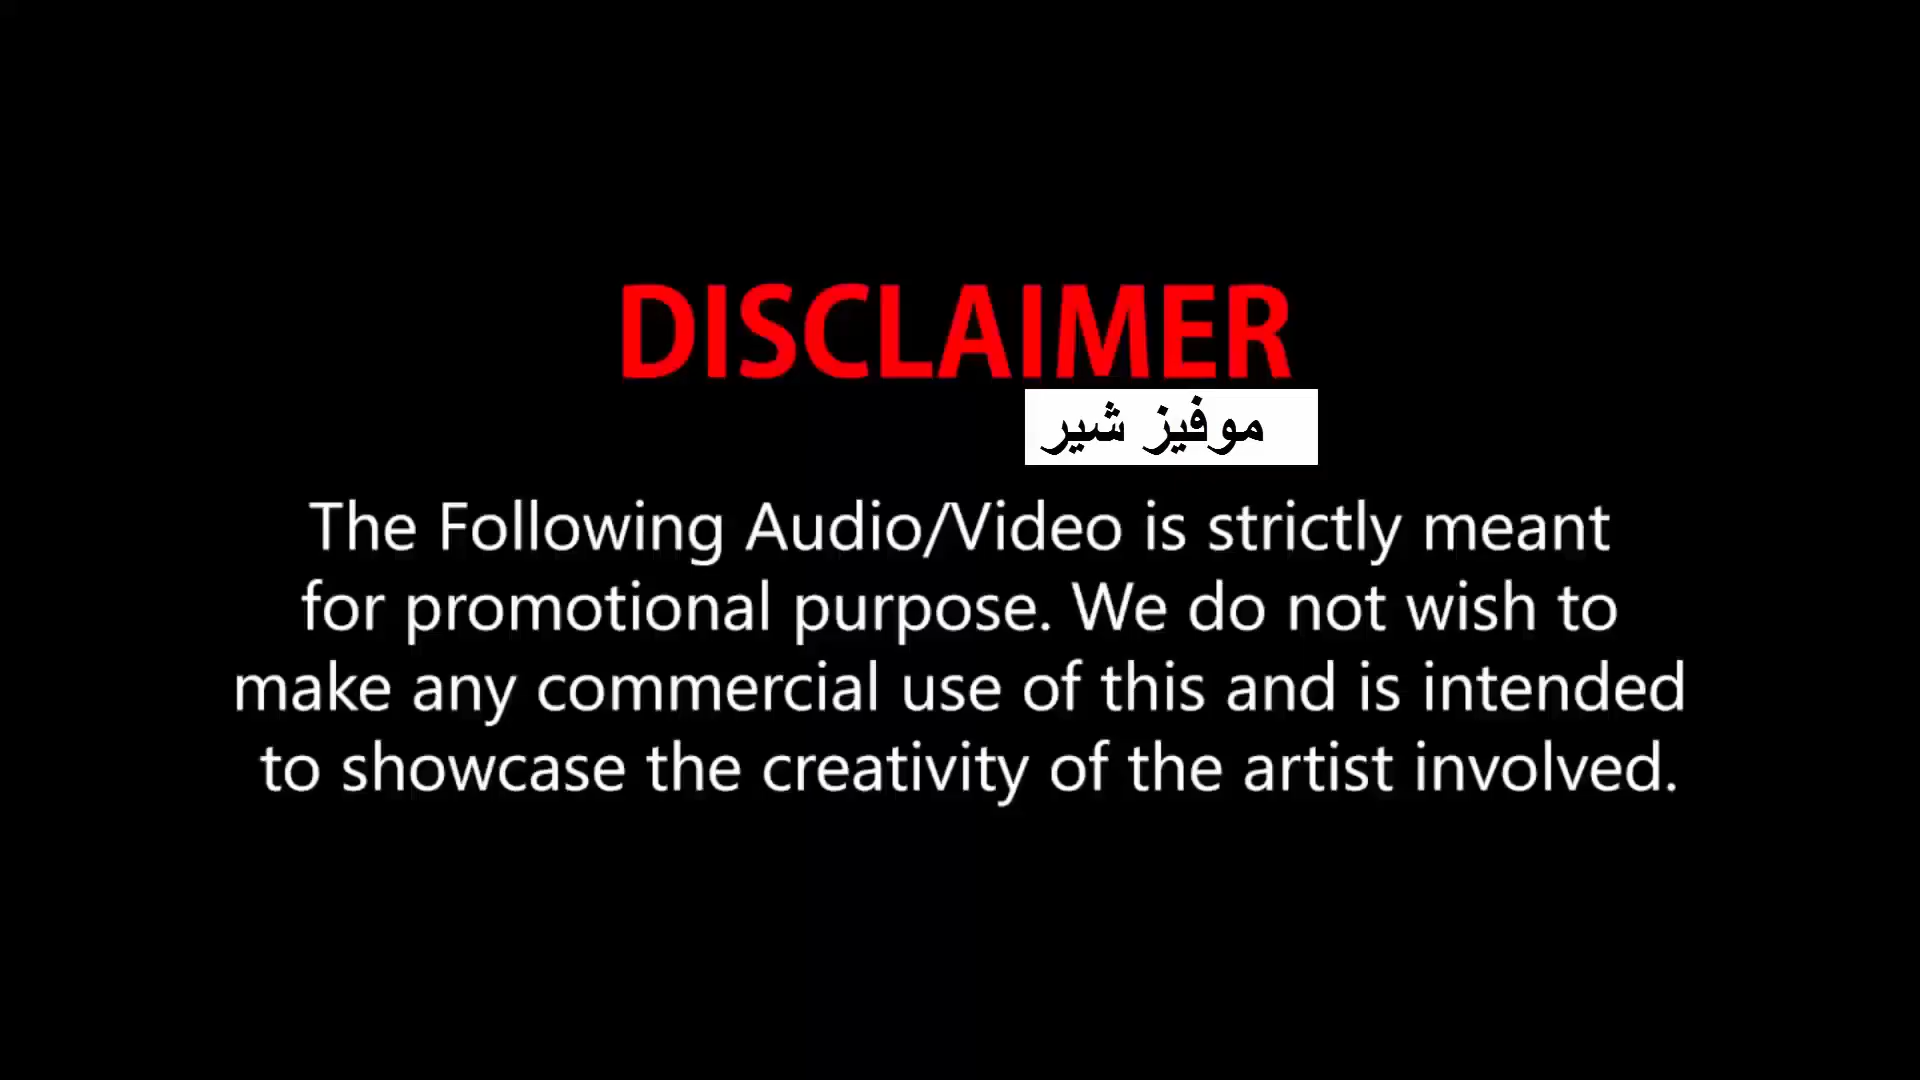 DISCLAIMER
موفيز شير
The Following Audio/Video is strictly meant
for promotional purpose. We do not wish to
make any commercial use of this and is intended
to showcase the creativity of the artist involved.